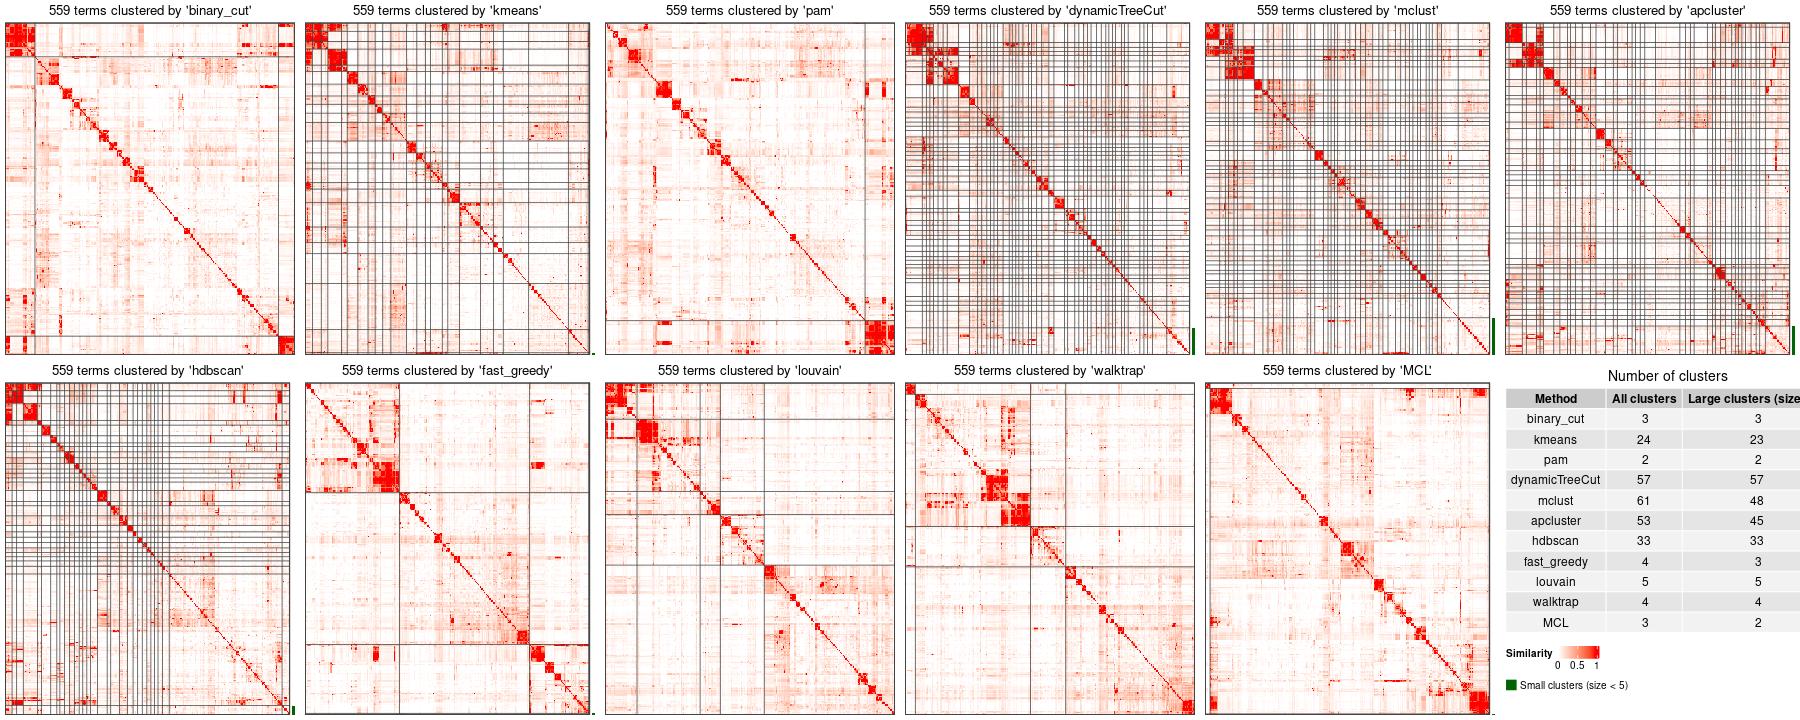 559 terms clustered by 'binary_cut'
559 terms clustered by 'kmeans'
559 terms clustered by 'pam'
559 terms clustered by 'dynamicTreeCut'
559 terms clustered by 'mclust'
559 terms clustered by 'apcluster'
559 terms clustered by 'hdbscan'
559 terms clustered by 'fast_greedy'
559 terms clustered by 'louvain'
559 terms clustered by 'walktrap'
559 terms clustered by 'MCL'
Number of clusters
Method All clusters Large clusters (size
binary_cut 3 3
kmeans 24 23
pam 2 2
dynamicTreeCut 57 57
mclust 61 48
apcluster 53 45
hdbscan 33 33
fast_greedy 4 3
louvain 5 5
walktrap 4 4
MCL 3 2
Similarity
0 0.5 1
Small clusters (size < 5)